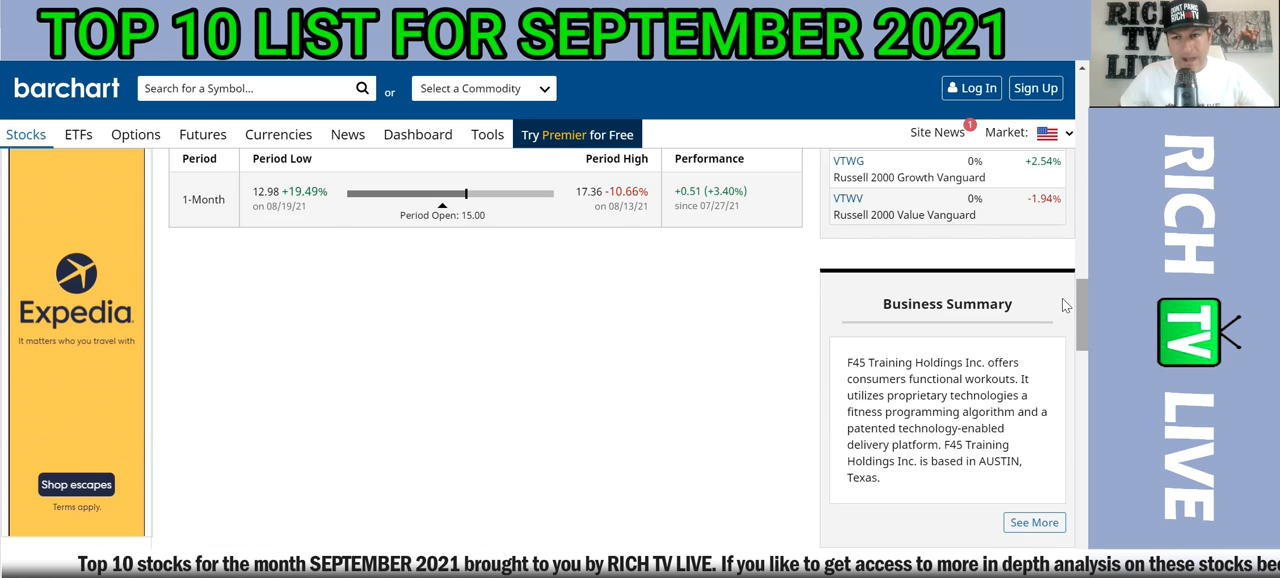 TOP 10 LIST FOR SEPTEMBER 2021
RICH
TV
LIVE
DON'T PANIC
RICH TV
barchart
Search for a Symbol...
or
Select a Commodity
Log In
Sign Up
Stocks
ETFs
Options
Futures
Currencies
News
Dashboard
Tools
Try Premier for Free
Site News 1
Market:
Period
Period Low
Period High
Performance
1-Month
12.98 +19.49%
on 08/19/21
Period Open: 15.00
17.36 -10.66%
on 08/13/21
+0.51 (+3.40%)
since 07/27/21
VTWG 0% +2.54%
Russell 2000 Growth Vanguard
VTWV 0% -1.94%
Russell 2000 Value Vanguard
Business Summary
F45 Training Holdings Inc. offers
consumers functional workouts. It
utilizes proprietary technologies a
fitness programming algorithm and a
patented technology-enabled
delivery platform. F45 Training
Holdings Inc. is based in AUSTIN,
Texas.
See More
Expedia
It matters who you travel with
Shop escapes
Terms apply.
RICH
TV
LIVE
Top 10 stocks for the month SEPTEMBER 2021 brought to you by RICH TV LIVE. If you like to get access to more in depth analysis on these stocks bec